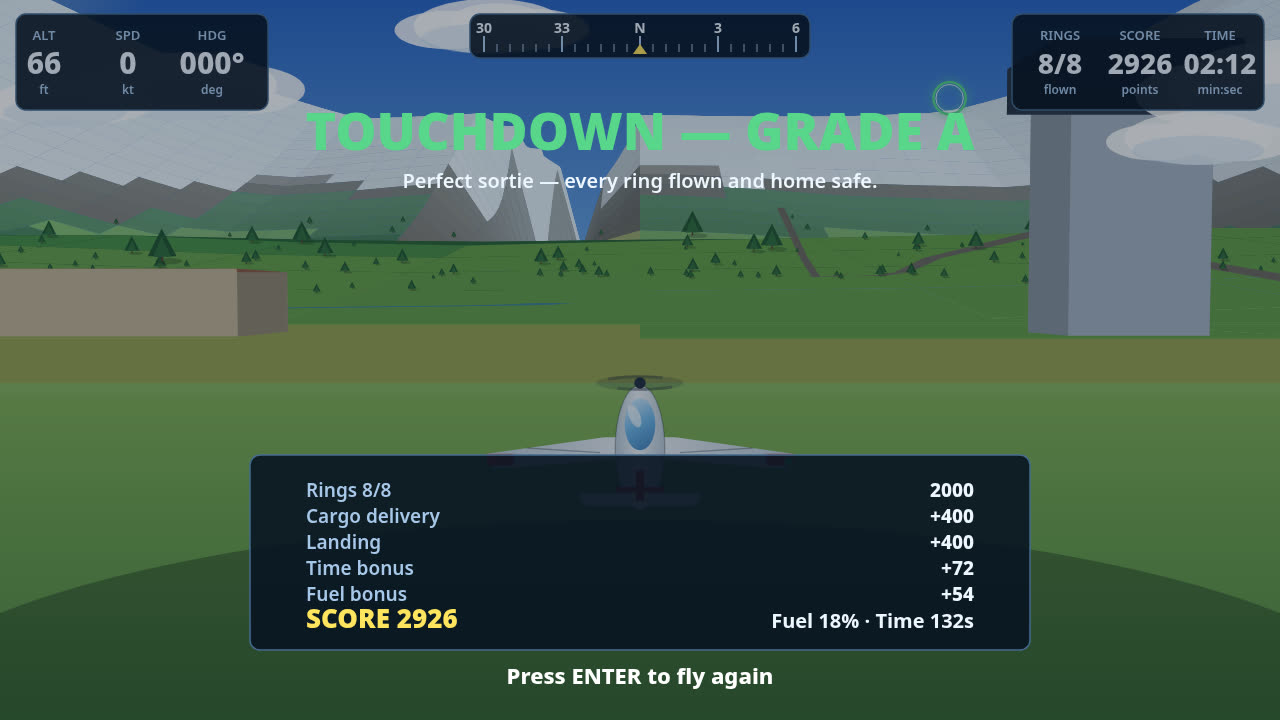 ALT SPD HDG
66 0 000°
ft kt deg
30 33 N 3 6
RINGS SCORE TIME
8/8 2926 02:12
flown points min:sec
TOUCHDOWN — GRADE A
Perfect sortie — every ring flown and home safe.
Rings 8/8 2000
Cargo delivery +400
Landing +400
Time bonus +72
Fuel bonus +54
SCORE 2926 Fuel 18% · Time 132s
Press ENTER to fly again